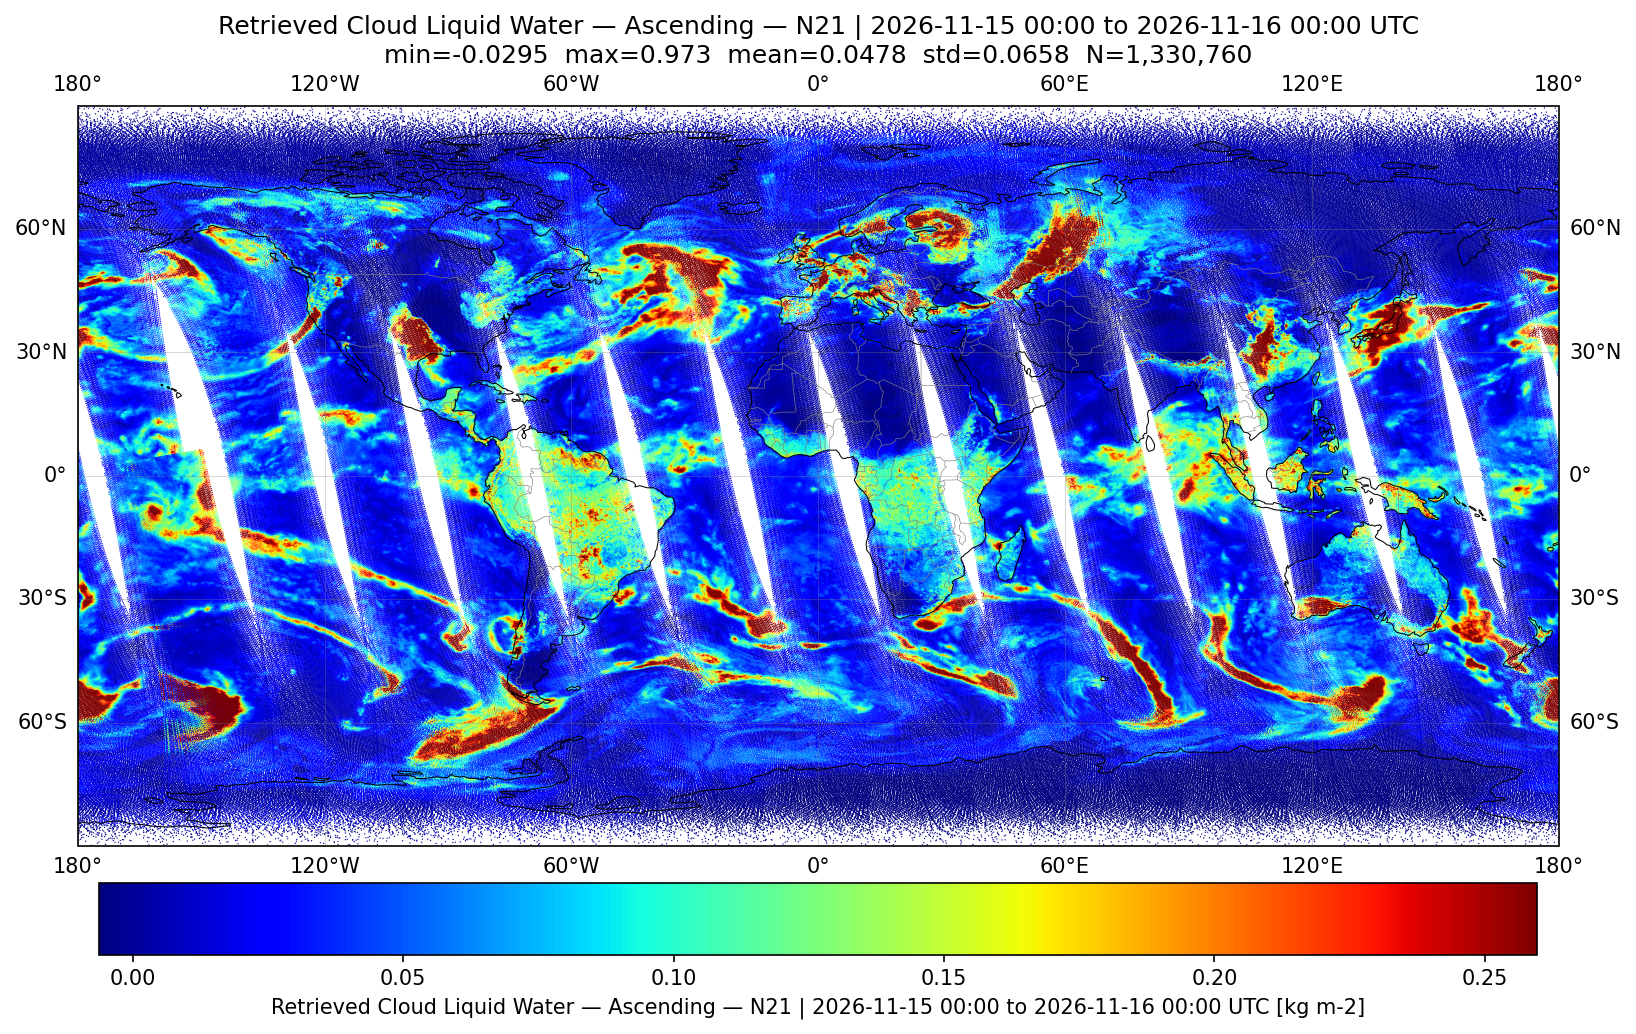 Retrieved Cloud Liquid Water — Ascending — N21 | 2026-11-15 00:00 to 2026-11-16 00:00 UTC
min=-0.0295 max=0.973 mean=0.0478 std=0.0658 N=1,330,760
180° 120°W 60°W 0° 60°E 120°E 180°
60°N 60°N
30°N 30°N
0° 0°
30°S 30°S
60°S 60°S
180° 120°W 60°W 0° 60°E 120°E 180°
0.00 0.05 0.10 0.15 0.20 0.25
Retrieved Cloud Liquid Water — Ascending — N21 | 2026-11-15 00:00 to 2026-11-16 00:00 UTC [kg m-2]